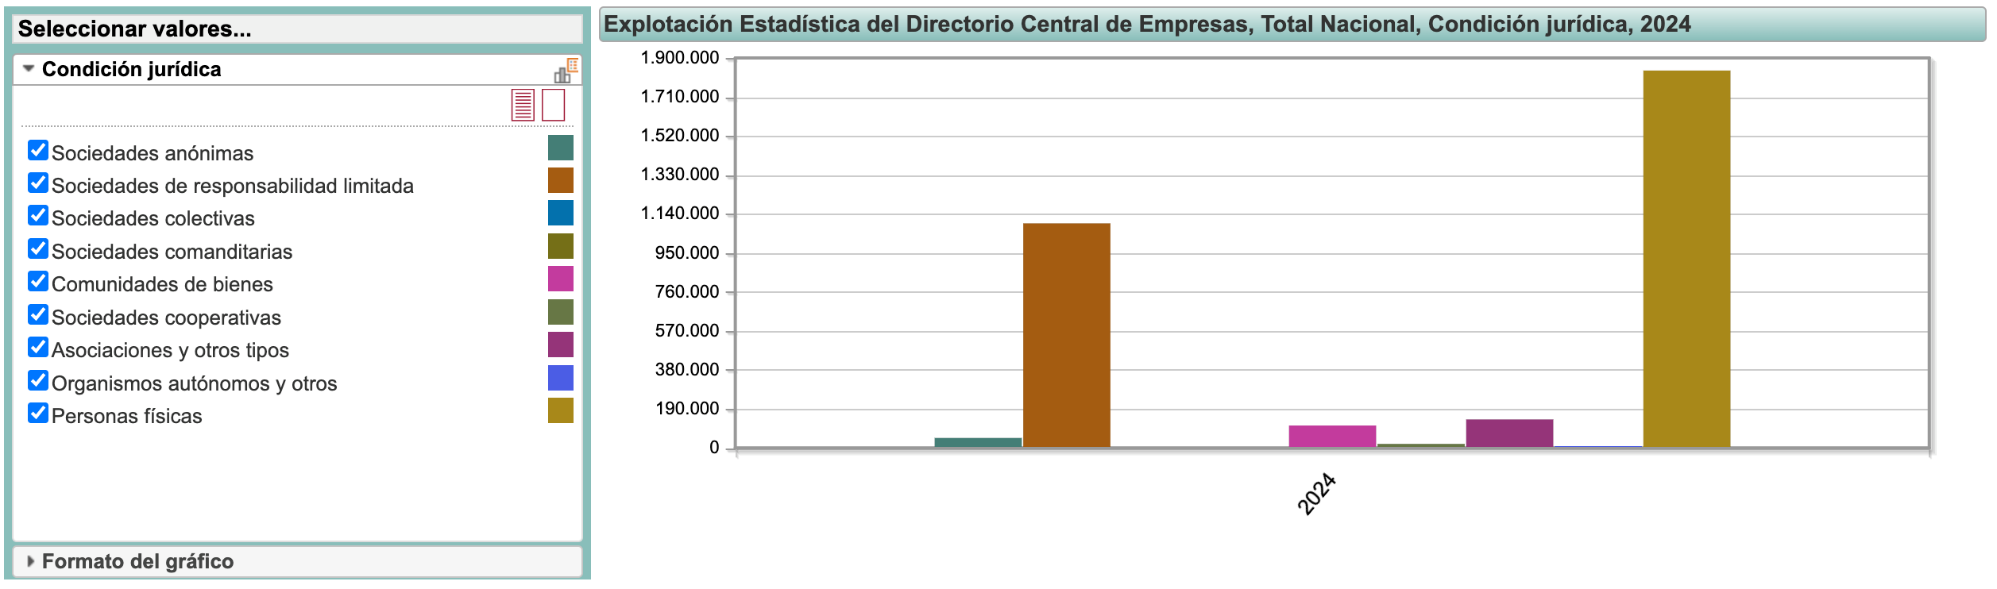 Seleccionar valores...
Condición jurídica
Sociedades anónimas
Sociedades de responsabilidad limitada
Sociedades colectivas
Sociedades comanditarias
Comunidades de bienes
Sociedades cooperativas
Asociaciones y otros tipos
Organismos autónomos y otros
Personas físicas
Formato del gráfico
Explotación Estadística del Directorio Central de Empresas, Total Nacional, Condición jurídica, 2024
1.900.000
1.710.000
1.520.000
1.330.000
1.140.000
950.000
760.000
570.000
380.000
190.000
0
2024